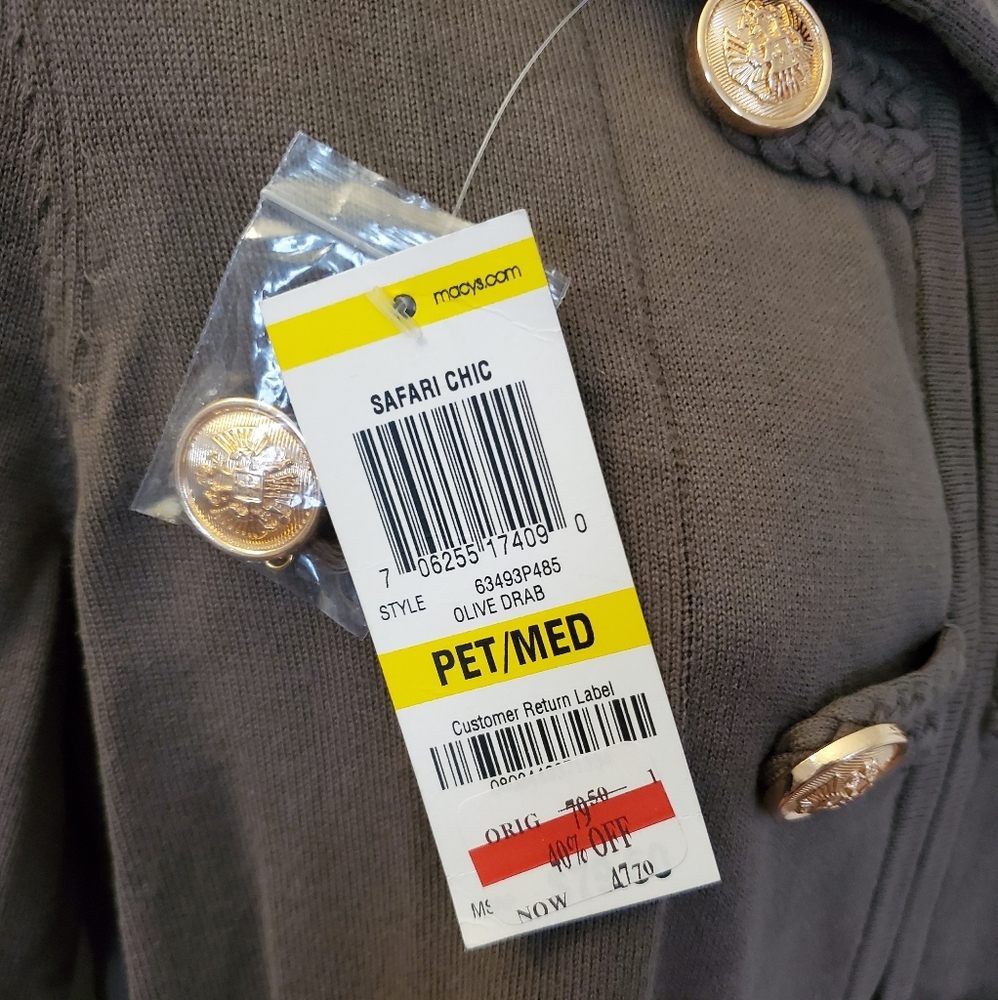 macys.com
SAFARI CHIC
7 06255 17409 0
63493P485
STYLE OLIVE DRAB
PET/MED
Customer Return Label
1
ORIG 79.50
40% OFF
NOW 47.70